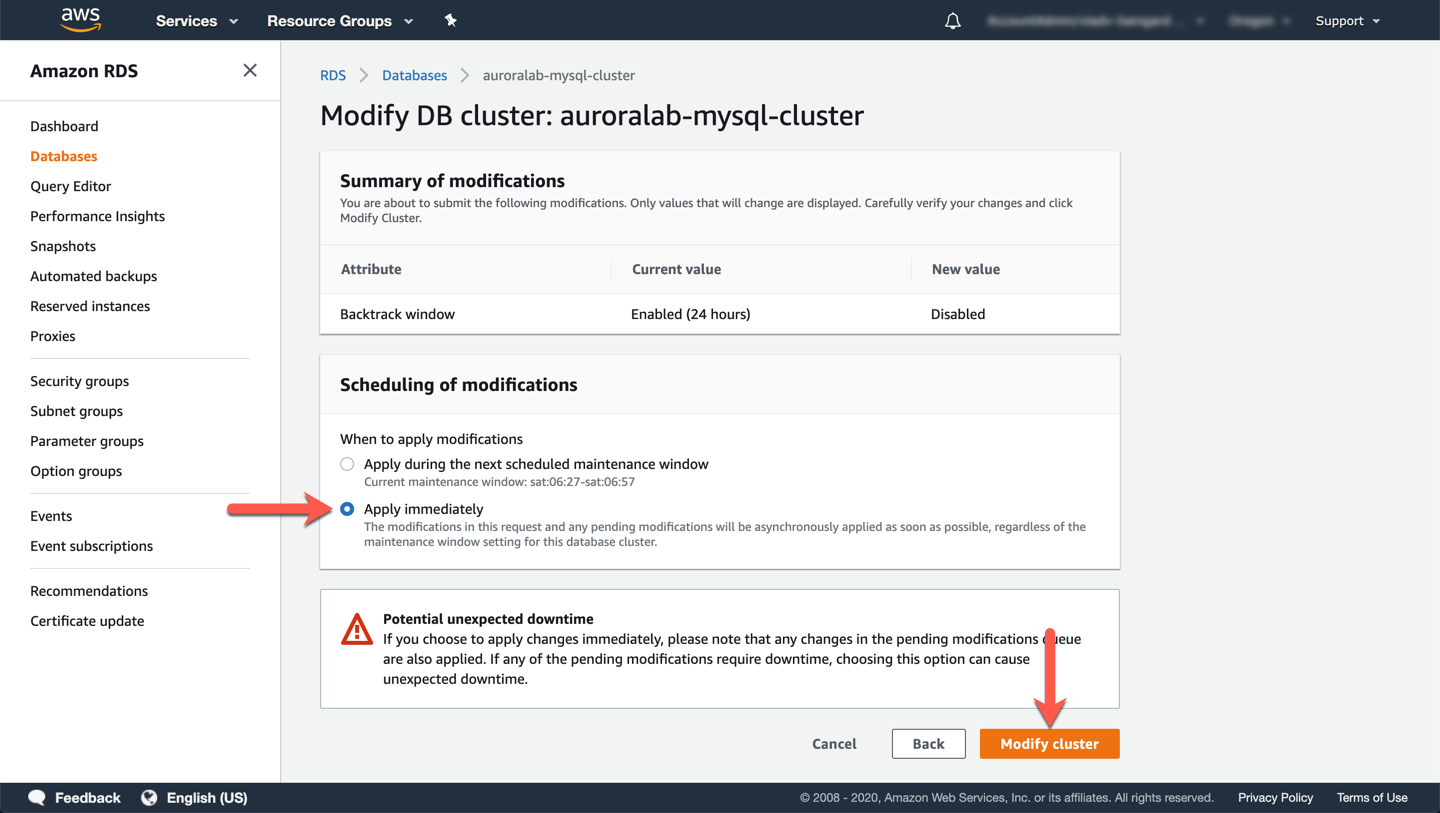 aws
Services
Resource Groups
Support
Amazon RDS
Dashboard
Databases
Query Editor
Performance Insights
Snapshots
Automated backups
Reserved instances
Proxies
Security groups
Subnet groups
Parameter groups
Option groups
Events
Event subscriptions
Recommendations
Certificate update
RDS > Databases > auroralab-mysql-cluster
Modify DB cluster: auroralab-mysql-cluster
Summary of modifications
You are about to submit the following modifications. Only values that will change are displayed. Carefully verify your changes and click
Modify Cluster.
Attribute Current value New value
Backtrack window Enabled (24 hours) Disabled
Scheduling of modifications
When to apply modifications
Apply during the next scheduled maintenance window
Current maintenance window: sat:06:27-sat:06:57
Apply immediately
The modifications in this request and any pending modifications will be asynchronously applied as soon as possible, regardless of the
maintenance window setting for this database cluster.
Potential unexpected downtime
If you choose to apply changes immediately, please note that any changes in the pending modifications queue
are also applied. If any of the pending modifications require downtime, choosing this option can cause
unexpected downtime.
Cancel Back Modify cluster
Feedback English (US) © 2008 - 2020, Amazon Web Services, Inc. or its affiliates. All rights reserved. Privacy Policy Terms of Use